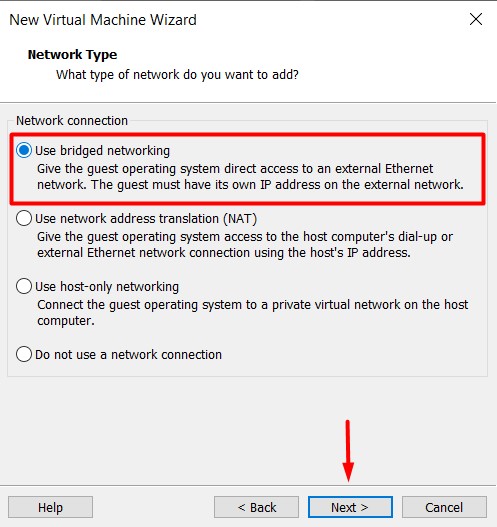 New Virtual Machine Wizard
Network Type
What type of network do you want to add?
Network connection
Use bridged networking
Give the guest operating system direct access to an external Ethernet
network. The guest must have its own IP address on the external network.
Use network address translation (NAT)
Give the guest operating system access to the host computer's dial-up or
external Ethernet network connection using the host's IP address.
Use host-only networking
Connect the guest operating system to a private virtual network on the host
computer.
Do not use a network connection
Help
< Back
Next >
Cancel